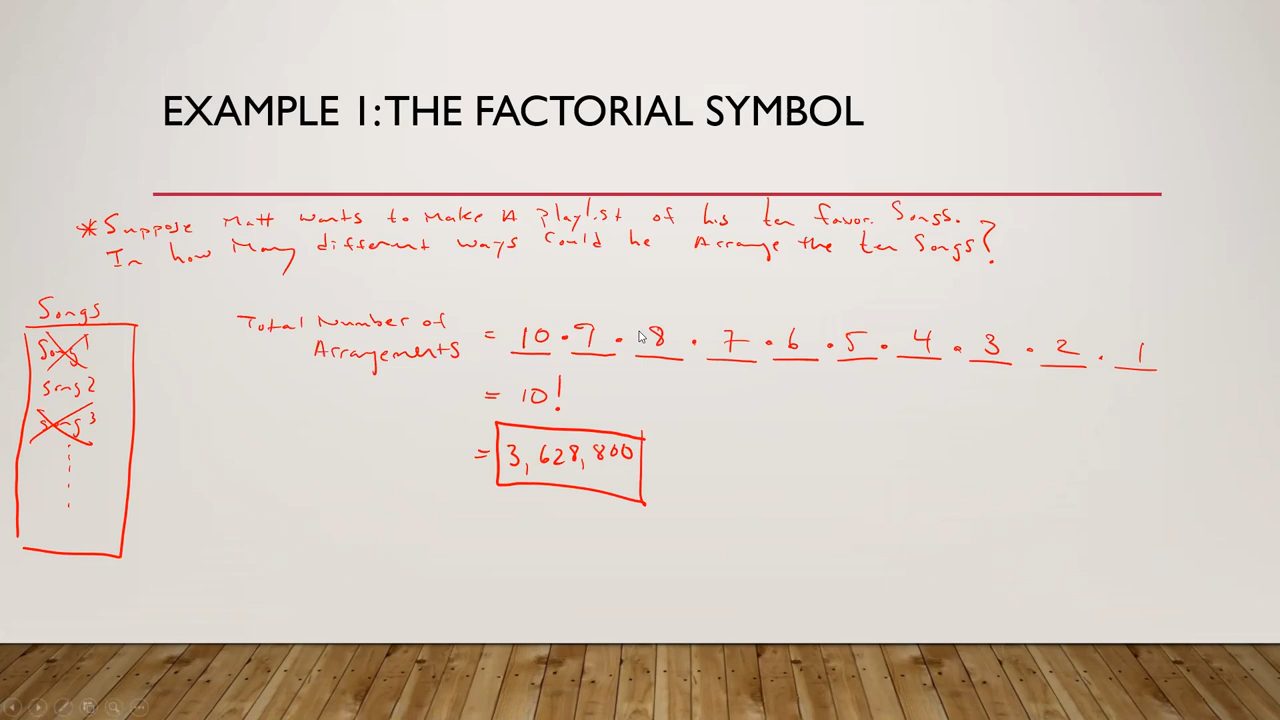 EXAMPLE 1: THE FACTORIAL SYMBOL
*Suppose Matt wants to Make A playlist of his ten favor. Songs.
In how Many different ways could he Arrange the ten Songs?
Songs
Song 1
song 2
song 3
Total Number of
Arrangements
= 10 · 9 · 8 · 7 · 6 · 5 · 4 · 3 · 2 · 1
= 10!
= 3,628,800